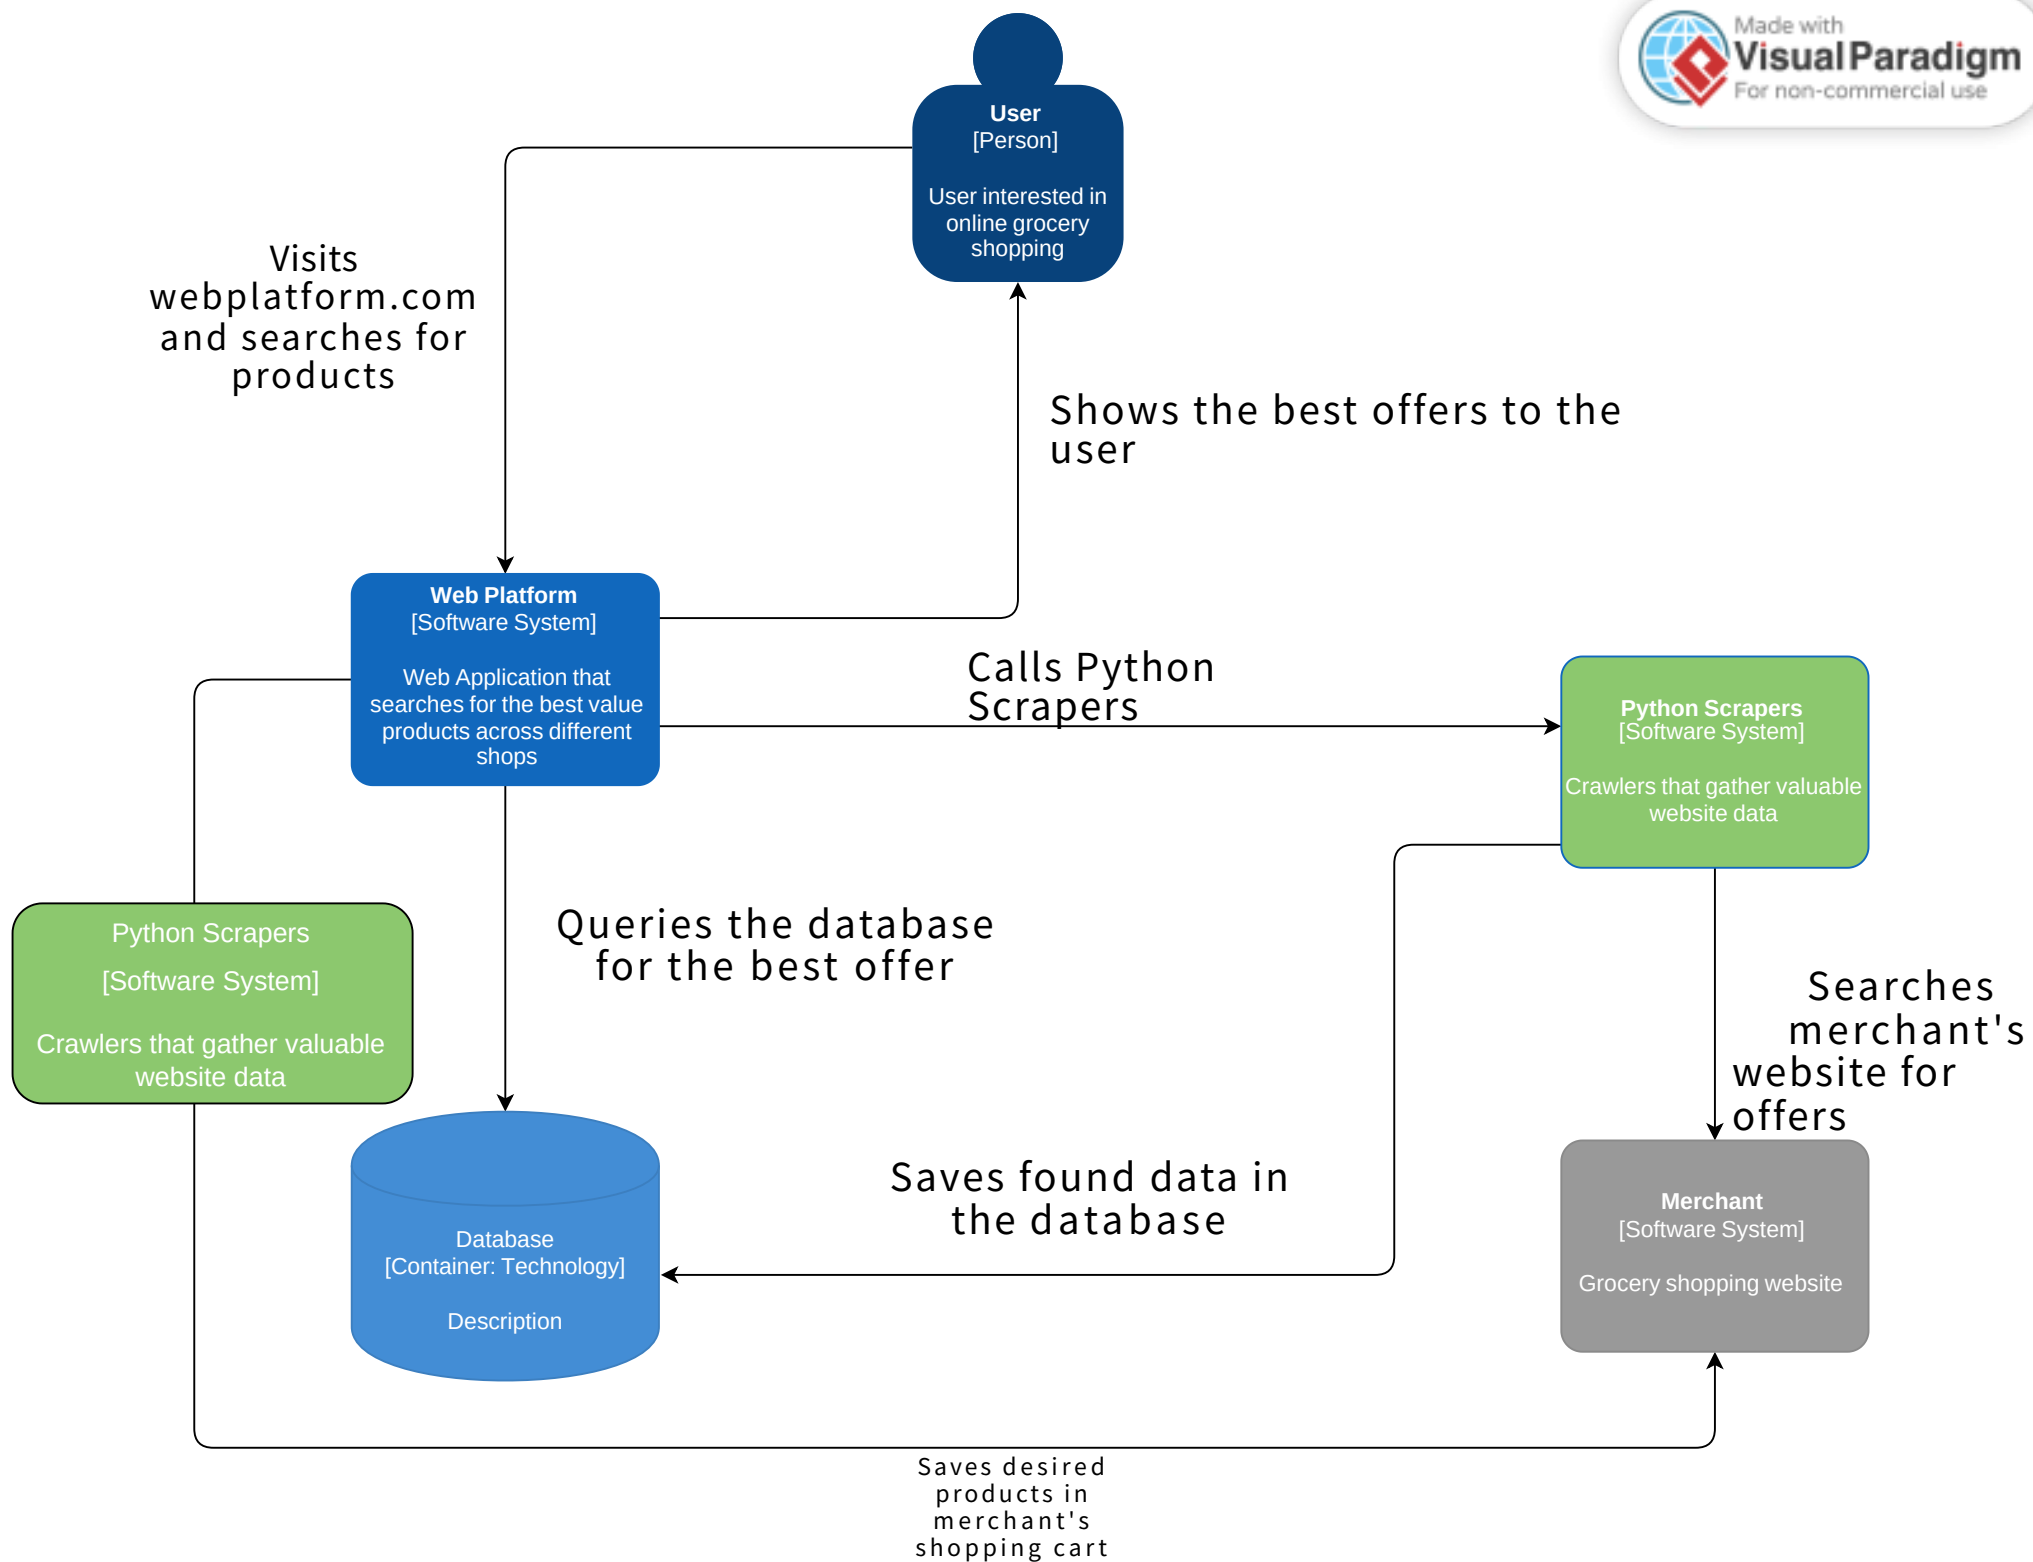 Made with
Visual Paradigm
For non-commercial use
User
[Person]
User interested in
online grocery
shopping
Visits
webplatform.com
and searches for
products
Shows the best offers to the
user
Web Platform
[Software System]
Web Application that
searches for the best value
products across different
shops
Calls Python
Scrapers
Python Scrapers
[Software System]
Crawlers that gather valuable
website data
Python Scrapers
[Software System]
Crawlers that gather valuable
website data
Queries the database
for the best offer
Searches
merchant's
website for
offers
Saves found data in
the database
Database
[Container: Technology]
Description
Merchant
[Software System]
Grocery shopping website
Saves desired
products in
merchant's
shopping cart